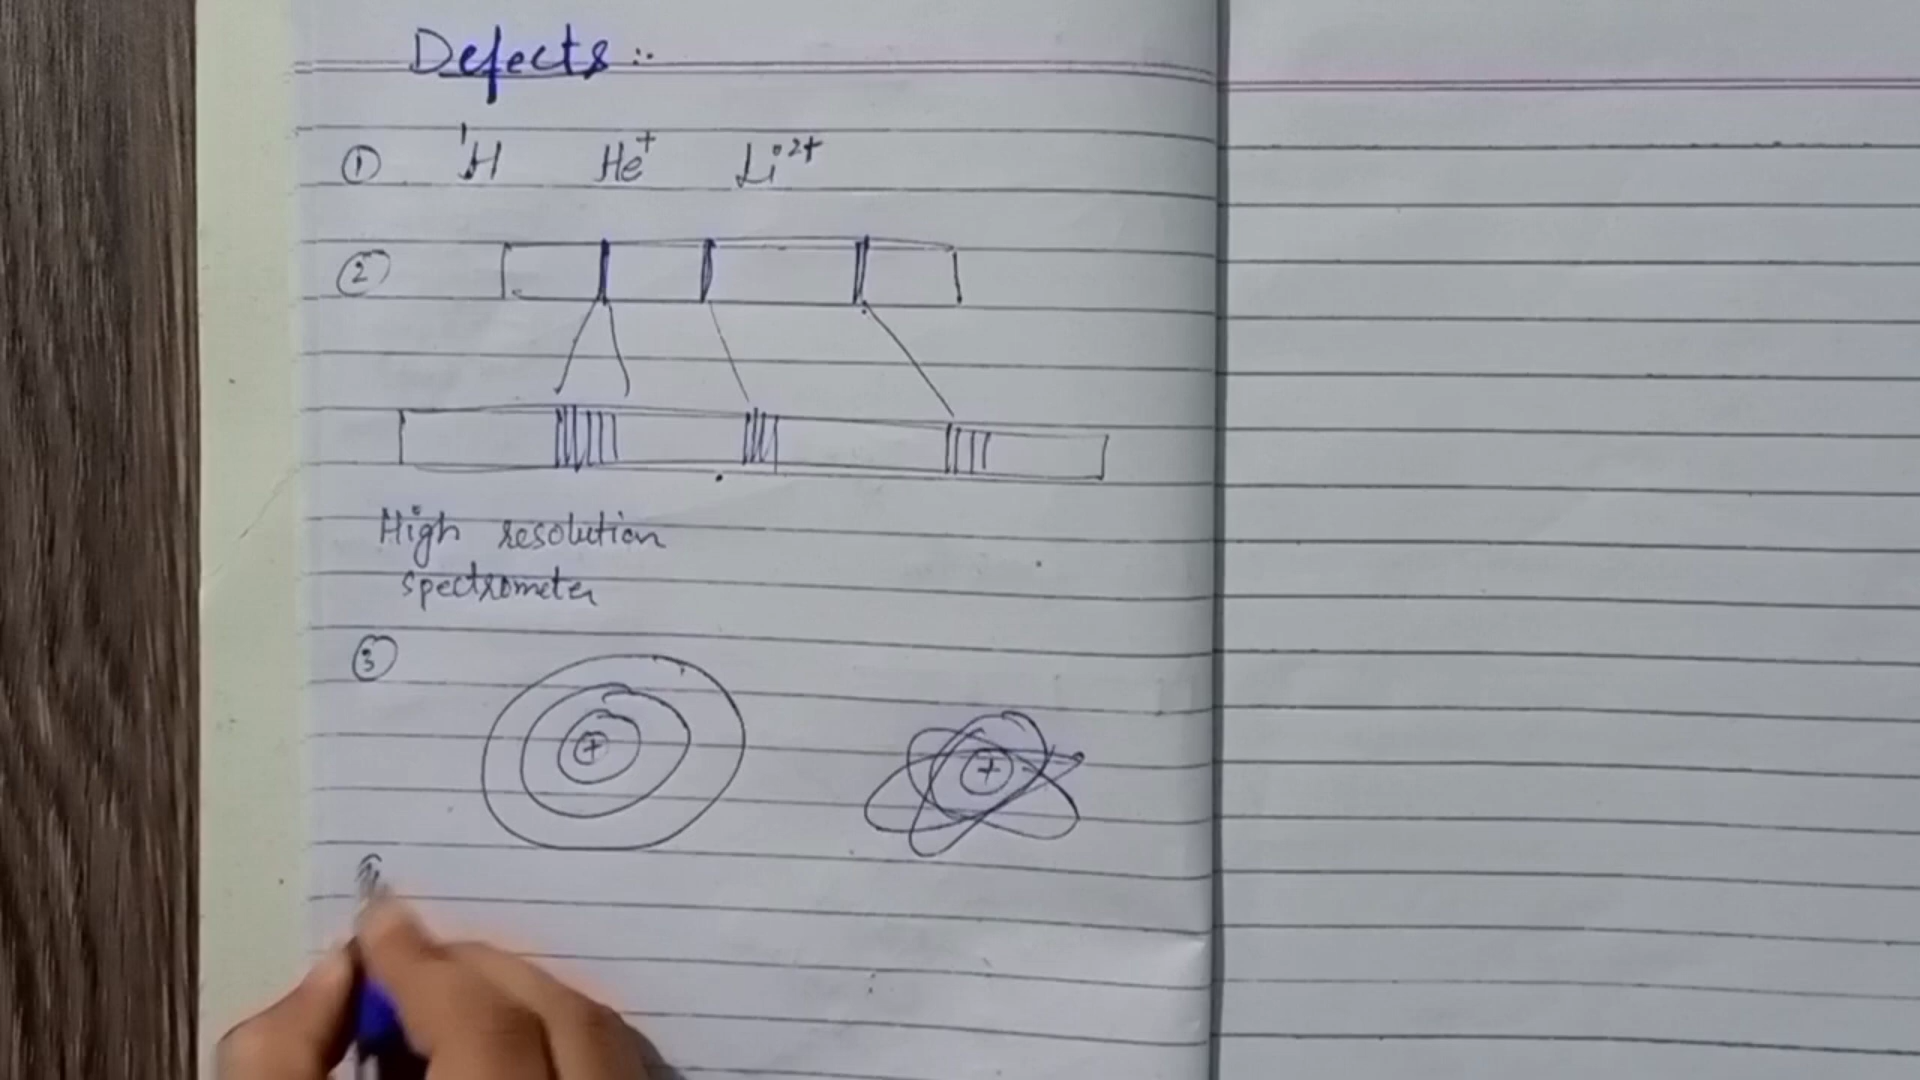 Defects :-
① ¹H He⁺ Li²⁺
②
High resolution
spectrometer
③
+ +